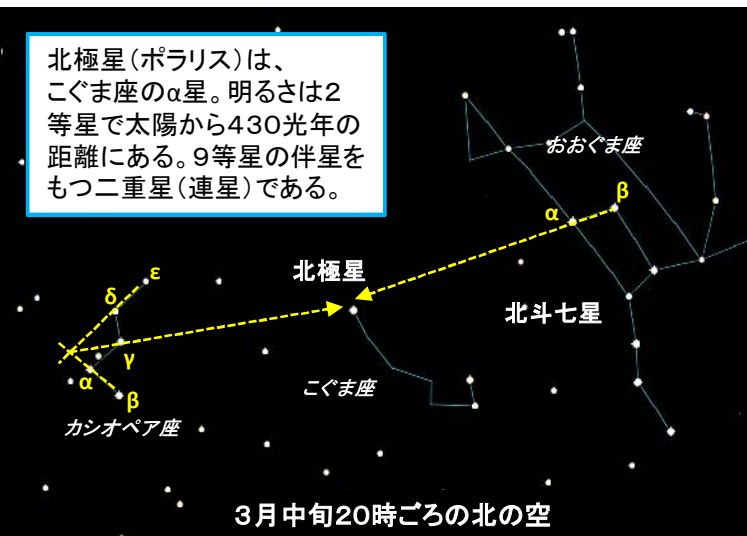 北極星（ポラリス）は、
こぐま座のα星。明るさは２
等星で太陽から４３０光年の
距離にある。９等星の伴星を
もつ二重星（連星）である。
おおぐま座
β
α
北極星
ε
δ
北斗七星
γ
α
β
こぐま座
カシオペア座
３月中旬２０時ごろの北の空